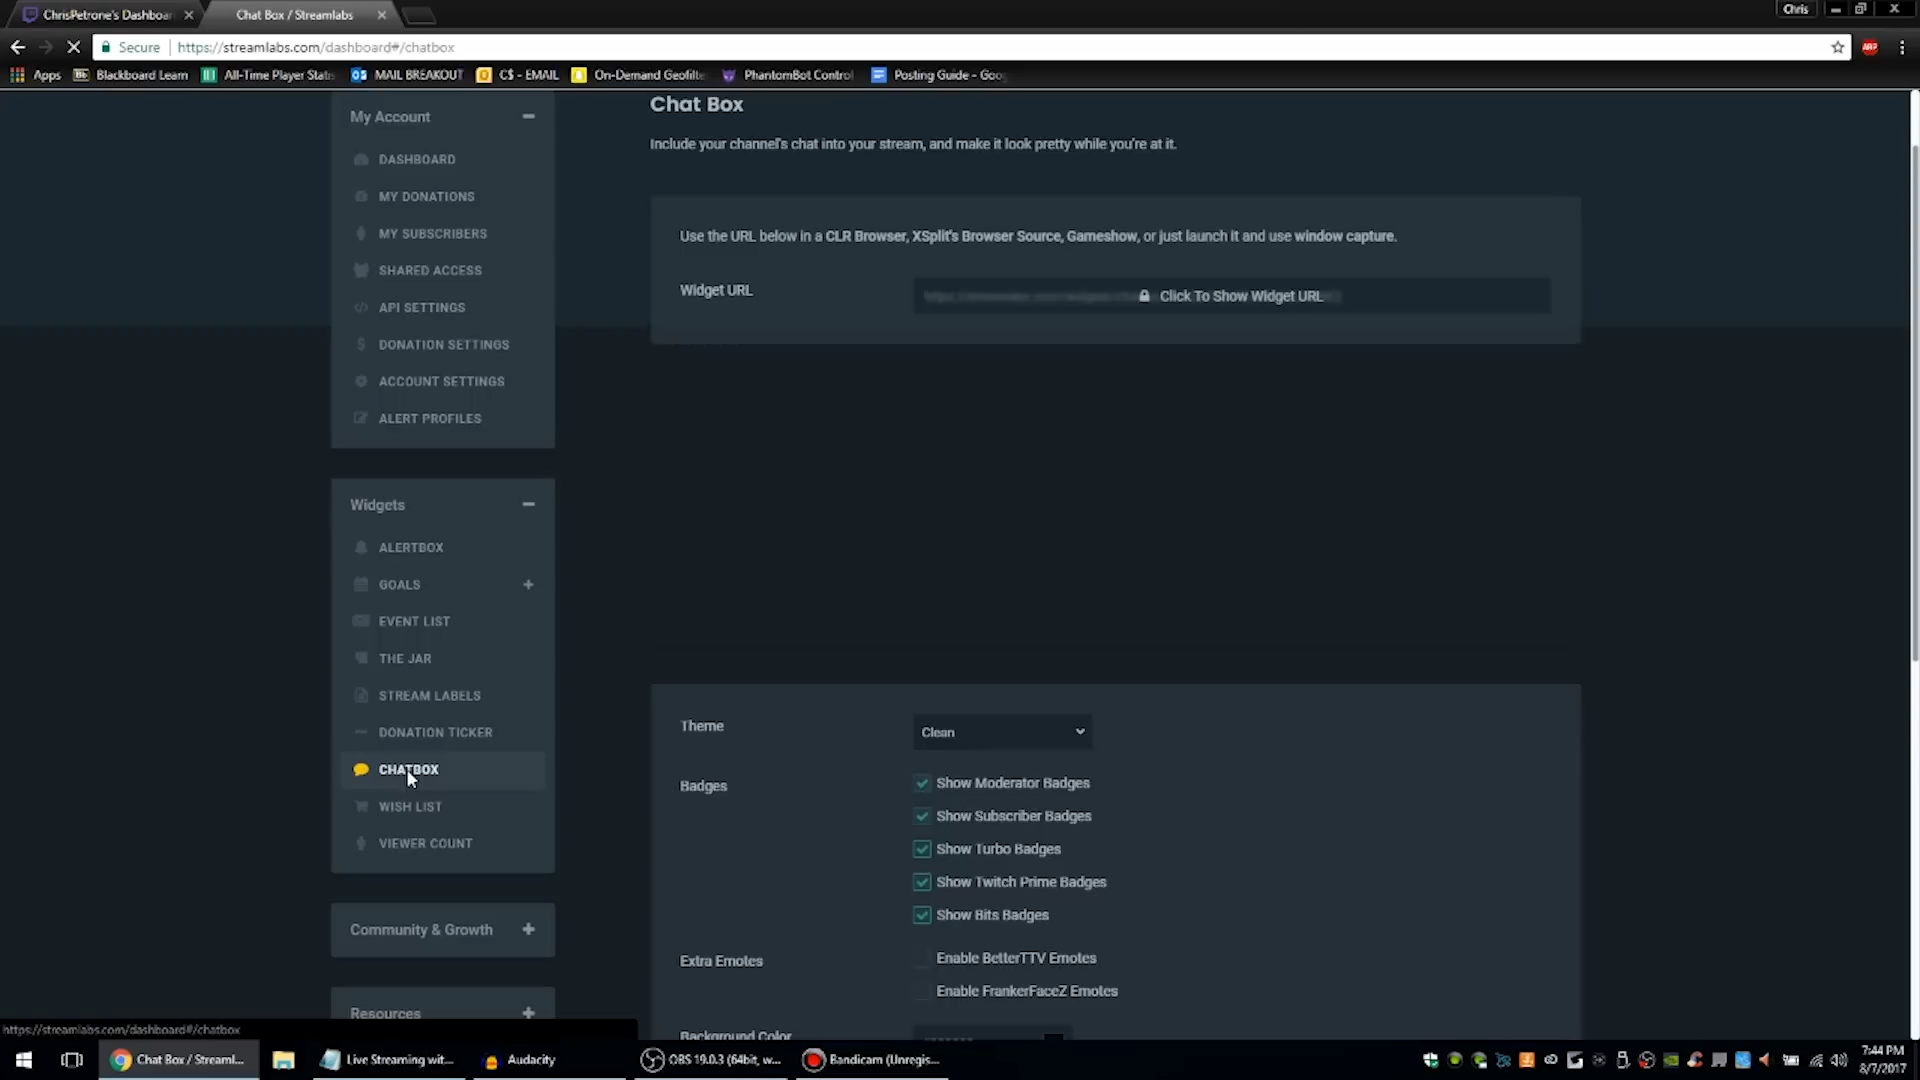 ChrisPetrone's Dashboar
Chat Box / Streamlabs
Chris
Secure
https://streamlabs.com/dashboard#/chatbox
ABP
Apps
Blackboard Learn
All-Time Player Stats
MAIL BREAKOUT
C$ - EMAIL
On-Demand Geofilte
PhantomBot Control
Posting Guide - Goo
My Account
DASHBOARD
MY DONATIONS
MY SUBSCRIBERS
SHARED ACCESS
API SETTINGS
DONATION SETTINGS
ACCOUNT SETTINGS
ALERT PROFILES
Widgets
ALERTBOX
GOALS
EVENT LIST
THE JAR
STREAM LABELS
DONATION TICKER
CHATBOX
WISH LIST
VIEWER COUNT
Community & Growth
Resources
Chat Box
Include your channel's chat into your stream, and make it look pretty while you're at it.
Use the URL below in a CLR Browser, XSplit's Browser Source, Gameshow, or just launch it and use window capture.
Widget URL
Click To Show Widget URL
Theme
Clean
Badges
Show Moderator Badges
Show Subscriber Badges
Show Turbo Badges
Show Twitch Prime Badges
Show Bits Badges
Extra Emotes
Enable BetterTTV Emotes
Enable FrankerFaceZ Emotes
Background Color
https://streamlabs.com/dashboard#/chatbox
Chat Box / Streaml...
Live Streaming wit...
Audacity
OBS 19.0.3 (64bit, w...
Bandicam (Unregis...
7:44 PM
8/7/2017